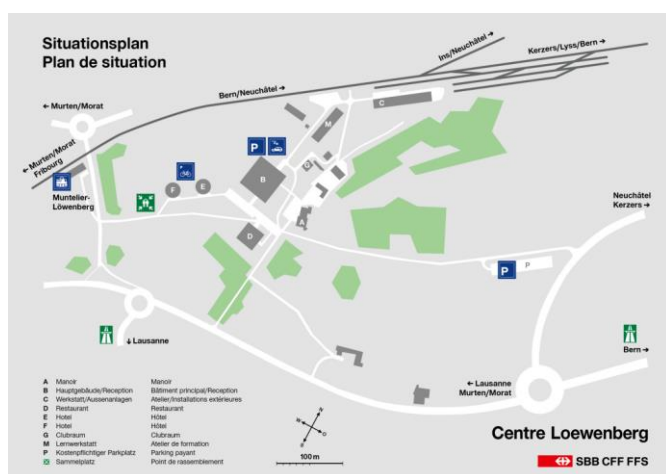 Situationsplan
Plan de situation
Ins/Neuchâtel →
Kerzers/Lyss/Bern →
Bern/Neuchâtel →
C
← Murten/Morat
M
P
G
← Murten/Morat
Fribourg
B
F
E
Muntelier-
Löwenberg
A
D
Neuchâtel
Kerzers →
P
P
↓ Lausanne
Bern →
← Lausanne
Murten/Morat
A Manoir Manoir
B Hauptgebäude/Reception Bâtiment principal/Reception
C Werkstatt/Aussenanlagen Atelier/Installations extérieures
D Restaurant Restaurant
E Hotel Hôtel
F Hotel Hôtel
G Clubraum Clubraum
M Lernwerkstatt Atelier de formation
P Kostenpflichtiger Parkplatz Parking payant
Sammelplatz Point de rassemblement
N
W
O
S
100 m
Centre Loewenberg
SBB CFF FFS